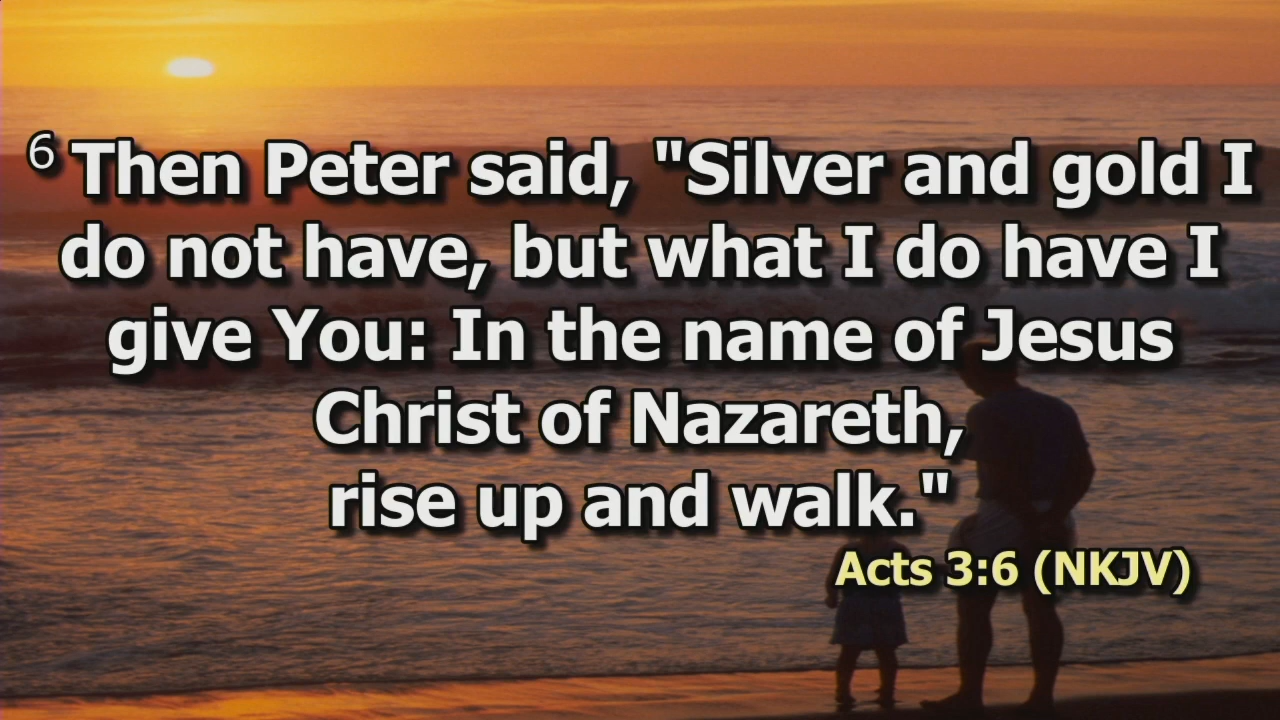 6 Then Peter said, "Silver and gold I
do not have, but what I do have I
give You: In the name of Jesus
Christ of Nazareth,
rise up and walk."
Acts 3:6 (NKJV)